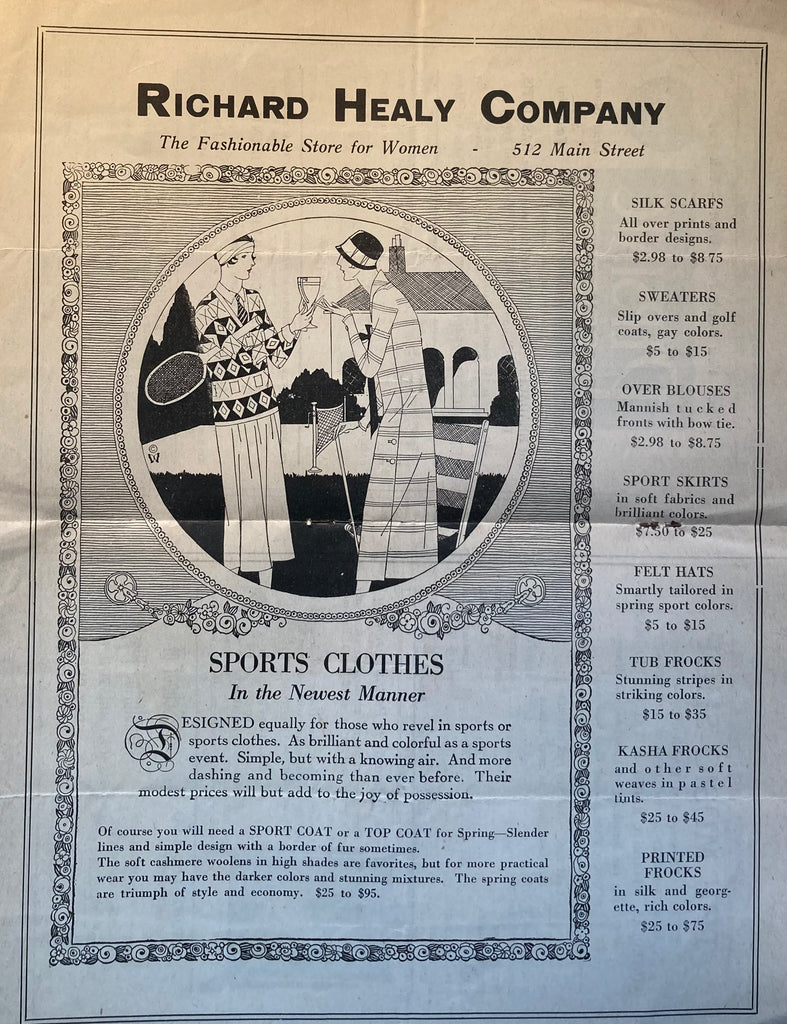 RICHARD HEALY COMPANY
The Fashionable Store for Women - 512 Main Street
CW
SPORTS CLOTHES
In the Newest Manner
DESIGNED equally for those who revel in sports or
sports clothes. As brilliant and colorful as a sports
event. Simple, but with a knowing air. And more
dashing and becoming than ever before. Their
modest prices will but add to the joy of possession.
Of course you will need a SPORT COAT or a TOP COAT for Spring—Slender
lines and simple design with a border of fur sometimes.
The soft cashmere woolens in high shades are favorites, but for more practical
wear you may have the darker colors and stunning mixtures. The spring coats
are triumph of style and economy. $25 to $95.
SILK SCARFS
All over prints and
border designs.
$2.98 to $8.75
SWEATERS
Slip overs and golf
coats, gay colors.
$5 to $15
OVER BLOUSES
Mannish tucked
fronts with bow tie.
$2.98 to $8.75
SPORT SKIRTS
in soft fabrics and
brilliant colors.
$7.50 to $25
FELT HATS
Smartly tailored in
spring sport colors.
$5 to $15
TUB FROCKS
Stunning stripes in
striking colors.
$15 to $35
KASHA FROCKS
and other soft
weaves in pastel
tints.
$25 to $45
PRINTED
FROCKS
in silk and georg-
ette, rich colors.
$25 to $75